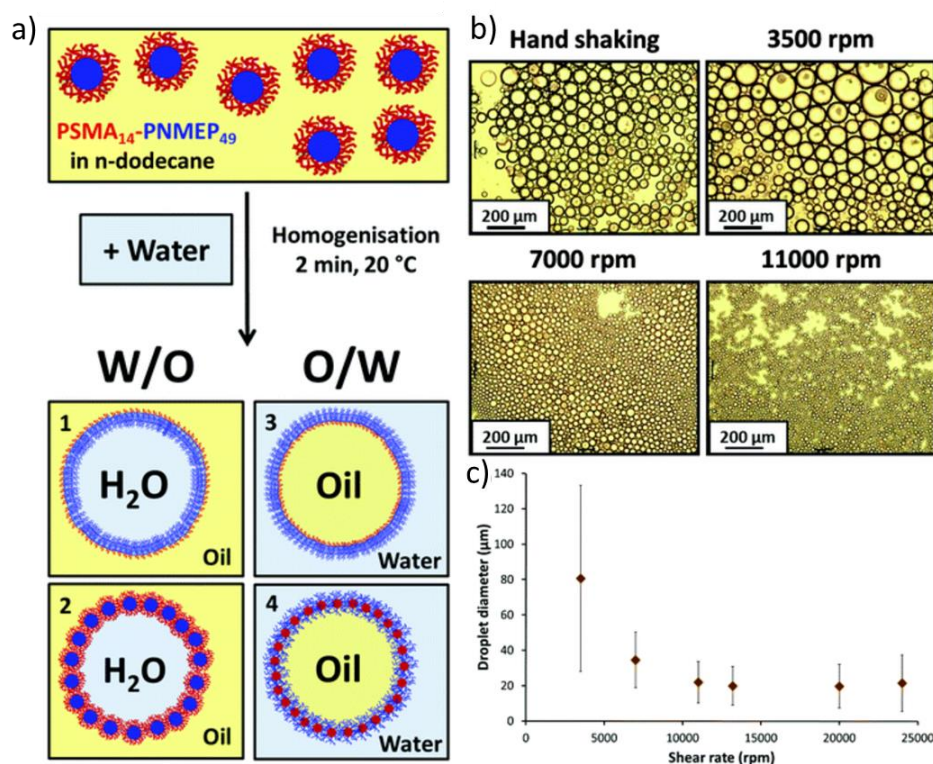 a)
PSMA₁₄-PNMEP₄₉
in n-dodecane
+ Water
Homogenisation
2 min, 20 °C
W/O
O/W
1
H₂O
Oil
3
Oil
Water
2
H₂O
Oil
4
Oil
Water
b)
Hand shaking
3500 rpm
200 µm
200 µm
7000 rpm
11000 rpm
200 µm
200 µm
c)
Droplet diameter (µm)
140
120
100
80
60
40
20
0
0 5000 10000 15000 20000 25000
Shear rate (rpm)